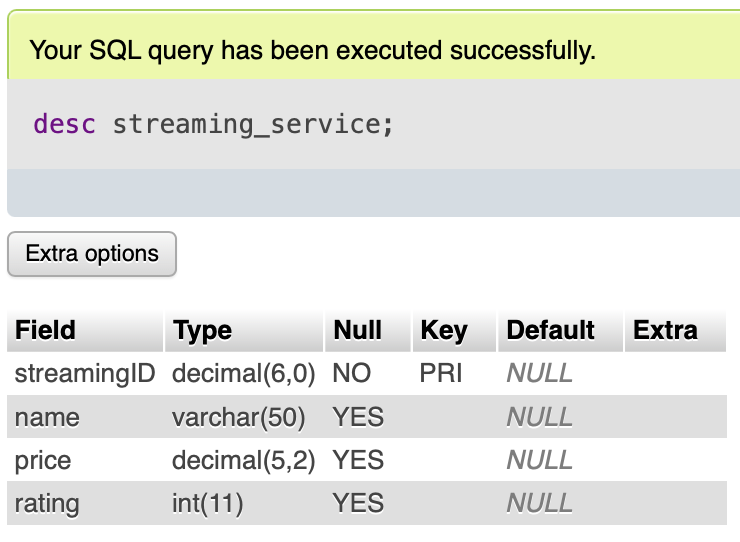 Your SQL query has been executed successfully.
desc streaming_service;
Extra options
Field Type Null Key Default Extra
streamingID decimal(6,0) NO PRI NULL
name varchar(50) YES NULL
price decimal(5,2) YES NULL
rating int(11) YES NULL